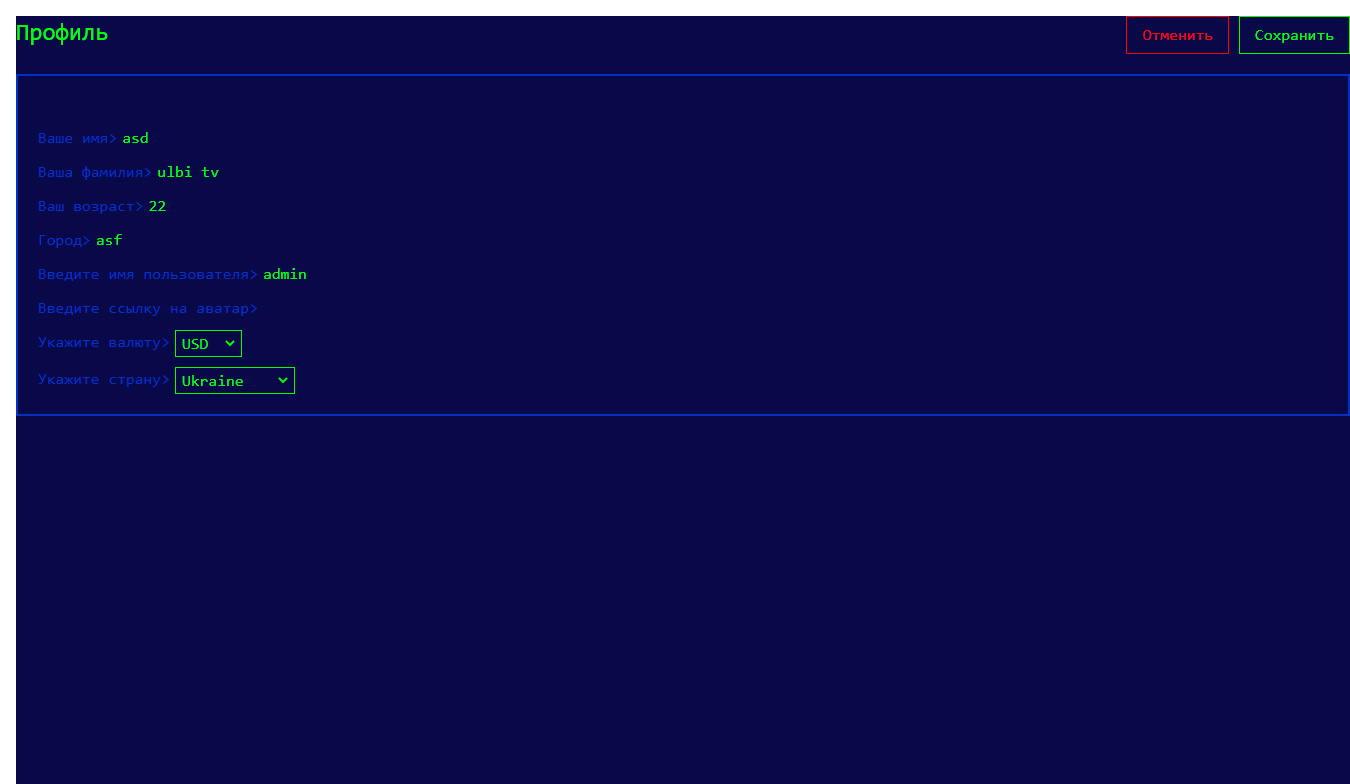 Профиль
Отменить
Сохранить
Ваше имя> asd
Ваша фамилия> ulbi tv
Ваш возраст> 22
Город> asf
Введите имя пользователя> admin
Введите ссылку на аватар>
Укажите валюту> USD
Укажите страну> Ukraine